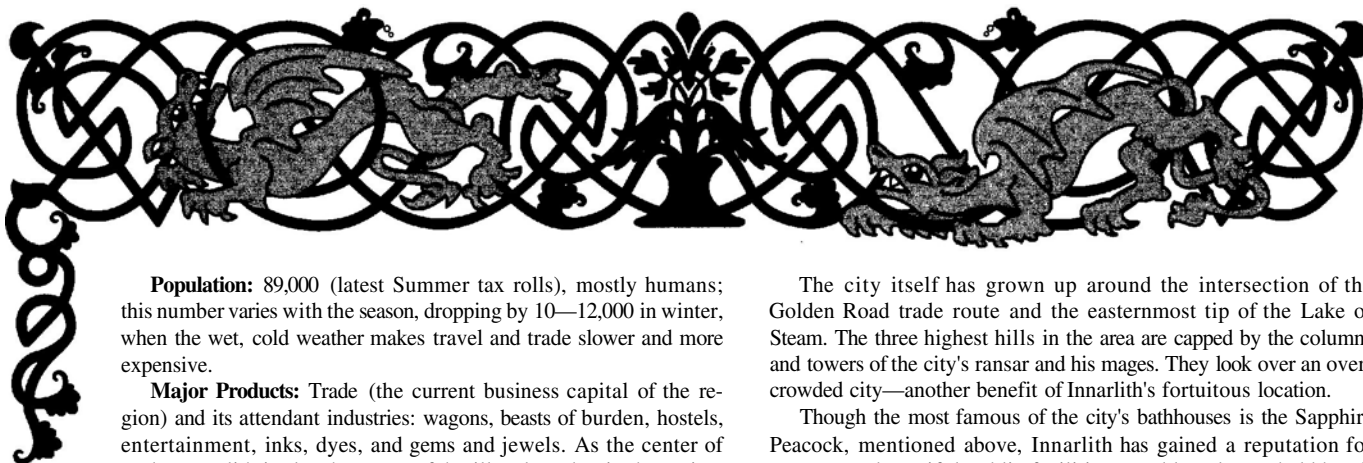 Population: 89,000 (latest Summer tax rolls), mostly humans;
this number varies with the season, dropping by 10—12,000 in winter,
when the wet, cold weather makes travel and trade slower and more
expensive.
Major Products: Trade (the current business capital of the re-
gion) and its attendant industries: wagons, beasts of burden, hostels,
entertainment, inks, dyes, and gems and jewels. As the center of
The city itself has grown up around the intersection of th
Golden Road trade route and the easternmost tip of the Lake o
Steam. The three highest hills in the area are capped by the column
and towers of the city's ransar and his mages. They look over an over
crowded city—another benefit of Innarlith's fortuitous location.
Though the most famous of the city's bathhouses is the Sapphir
Peacock, mentioned above, Innarlith has gained a reputation fo